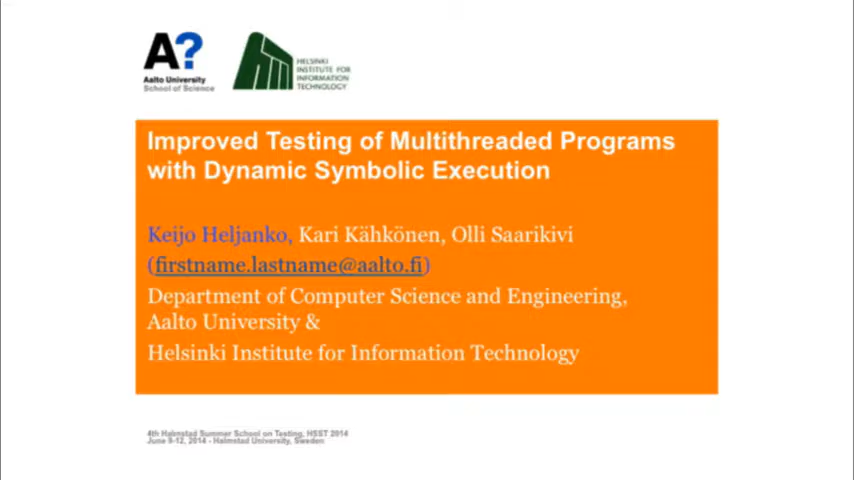 A?
Aalto University
School of Science
HELSINKI
INSTITUTE FOR
INFORMATION
TECHNOLOGY
Improved Testing of Multithreaded Programs
with Dynamic Symbolic Execution
Keijo Heljanko, Kari Kähkönen, Olli Saarikivi
(firstname.lastname@aalto.fi)
Department of Computer Science and Engineering,
Aalto University &
Helsinki Institute for Information Technology
4th Halmstad Summer School on Testing, HSST 2014
June 9-12, 2014 - Halmstad University, Sweden